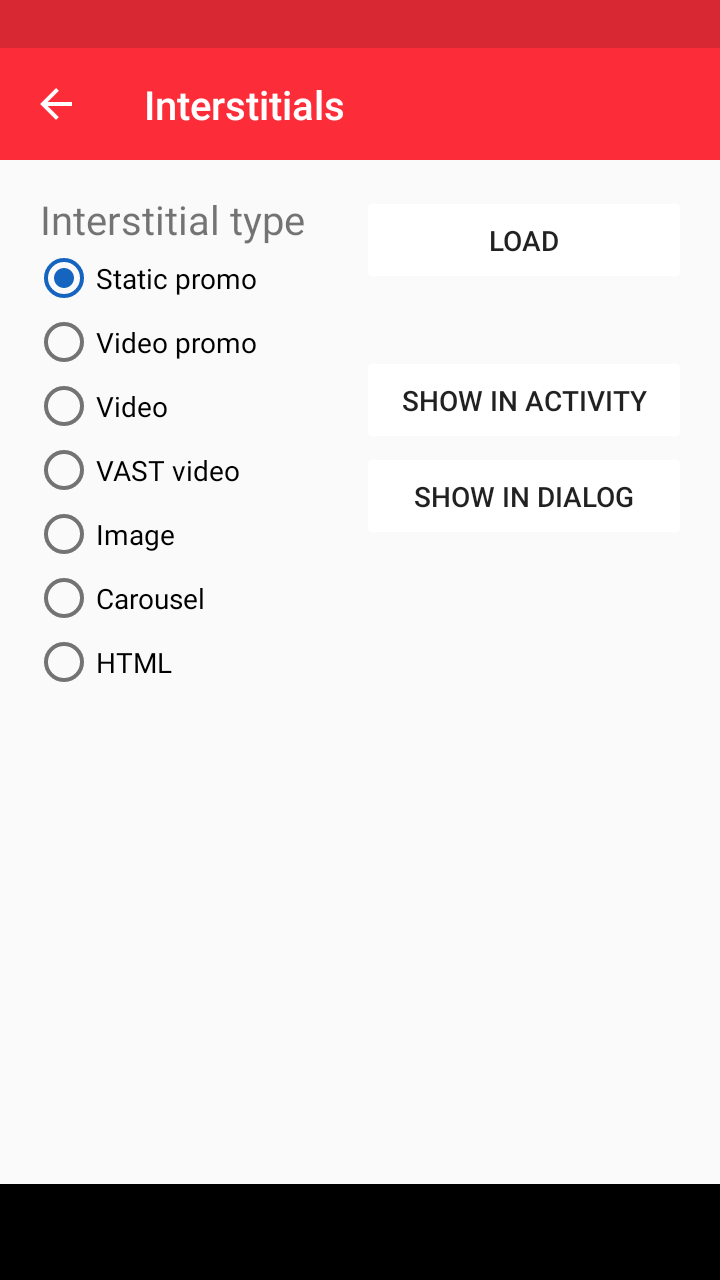 Interstitials
Interstitial type
Static promo
Video promo
Video
VAST video
Image
Carousel
HTML
LOAD
SHOW IN ACTIVITY
SHOW IN DIALOG